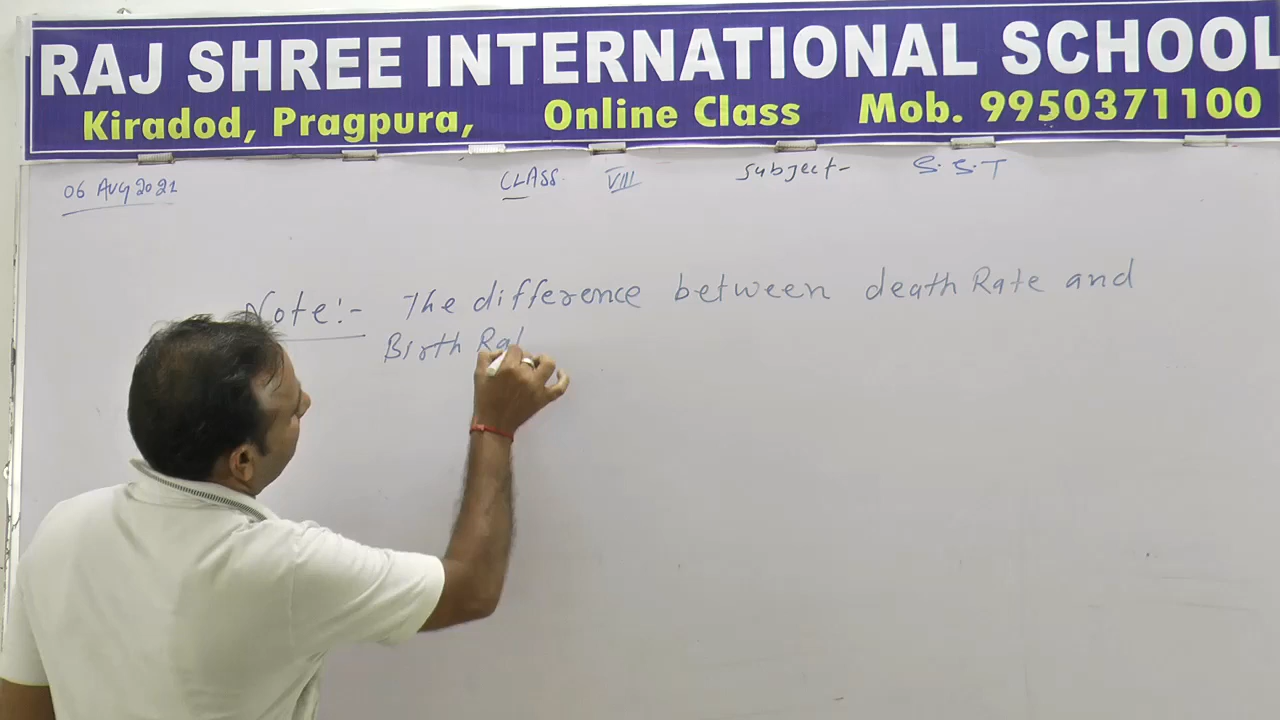 RAJ SHREE INTERNATIONAL SCHOOL
Kiradod, Pragpura, Online Class Mob. 9950371100
06 Aug 2021 CLASS VIII Subject- S.S.T
Note:- The difference between death Rate and
Birth Rat